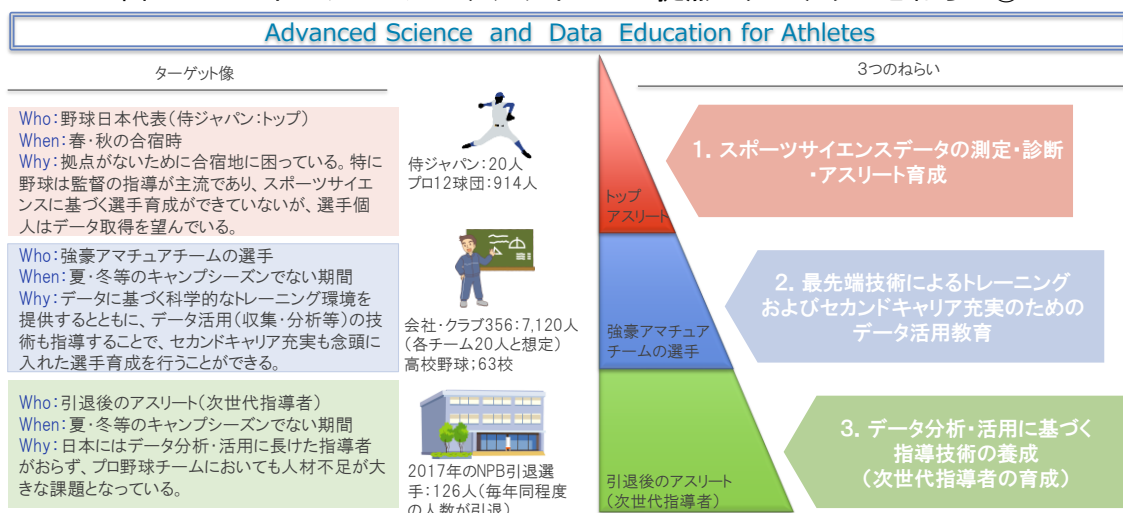 Advanced Science and Data Education for Athletes
ターゲット像
Who:野球日本代表(侍ジャパン:トップ)
When:春・秋の合宿時
Why:拠点がないために合宿地に困っている。特に
野球は監督の指導が主流であり、スポーツサイエ
ンスに基づく選手育成ができていないが、選手個
人はデータ取得を望んでいる。
侍ジャパン:20人
プロ12球団:914人
Who:強豪アマチュアチームの選手
When:夏・冬等のキャンプシーズンでない期間
Why:データに基づく科学的なトレーニング環境を
提供するとともに、データ活用(収集・分析等)の技
術も指導することで、セカンドキャリア充実も念頭に
入れた選手育成を行うことができる。
会社・クラブ356:7,120人
(各チーム20人と想定)
高校野球;63校
Who:引退後のアスリート(次世代指導者)
When:夏・冬等のキャンプシーズンでない期間
Why:日本にはデータ分析・活用に長けた指導者
がおらず、プロ野球チームにおいても人材不足が大
きな課題となっている。
2017年のNPB引退選
手:126人(毎年同程度
の人数が引退)
3つのねらい
トップ
アスリート
1. スポーツサイエンスデータの測定・診断
・アスリート育成
強豪アマチュア
チームの選手
2. 最先端技術によるトレーニング
およびセカンドキャリア充実のための
データ活用教育
引退後のアスリート
(次世代指導者)
3. データ分析・活用に基づく
指導技術の養成
(次世代指導者の育成)